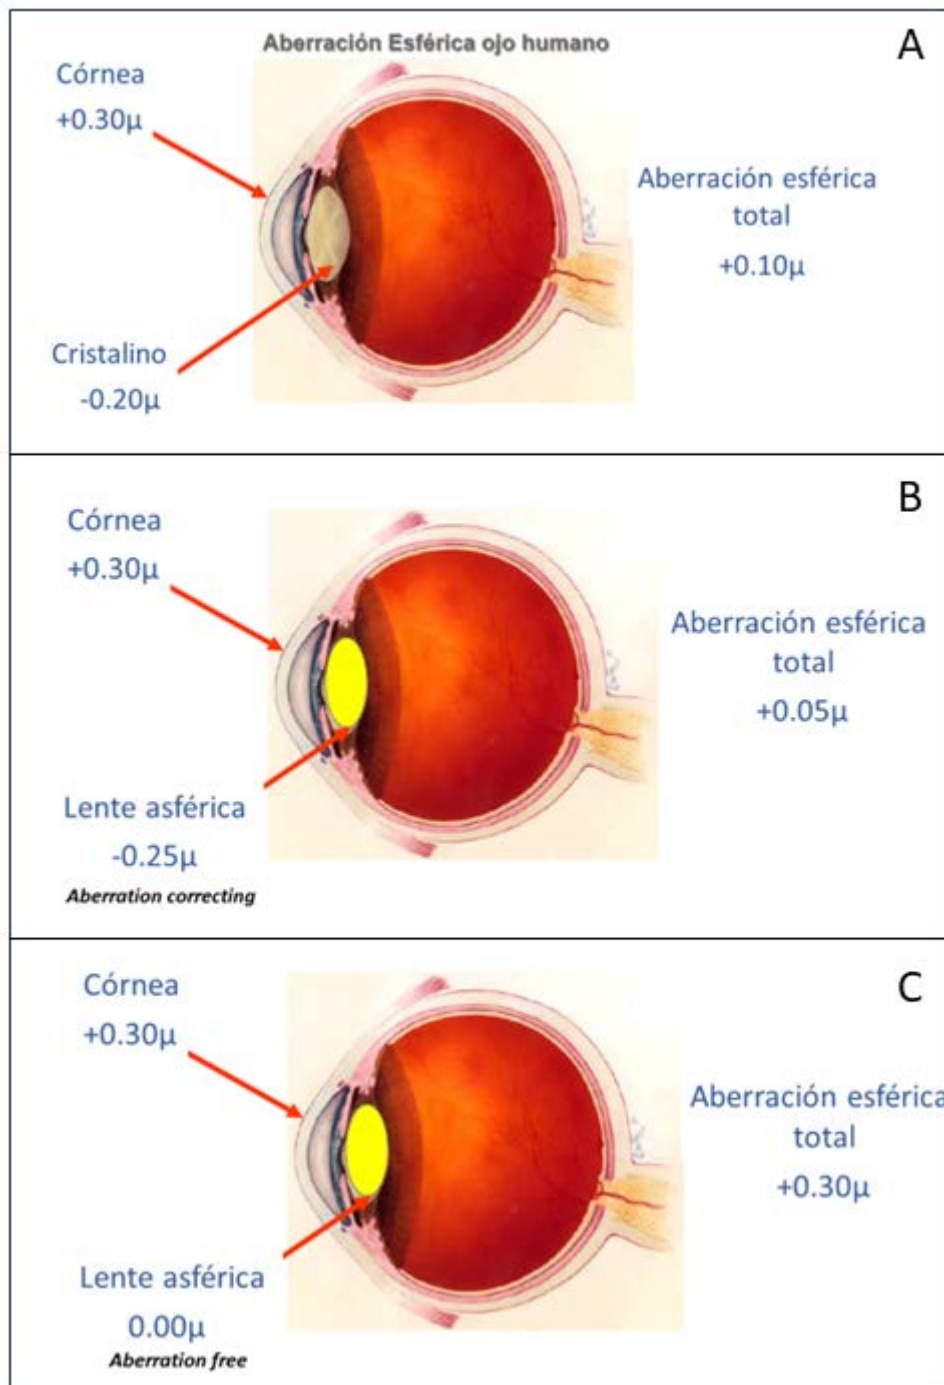 Aberración Esférica ojo humano
A
Córnea
+0.30µ
Aberración esférica
total
+0.10µ
Cristalino
-0.20µ
B
Córnea
+0.30µ
Aberración esférica
total
+0.05µ
Lente asférica
-0.25µ
Aberration correcting
C
Córnea
+0.30µ
Aberración esférica
total
+0.30µ
Lente asférica
0.00µ
Aberration free